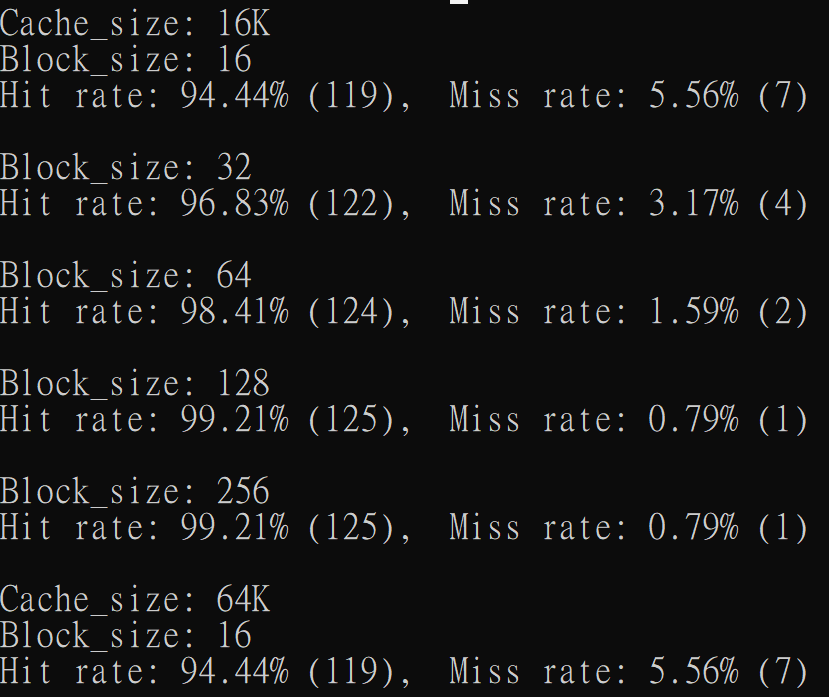 Cache_size: 16K
Block_size: 16
Hit rate: 94.44% (119),  Miss rate: 5.56% (7)
Block_size: 32
Hit rate: 96.83% (122),  Miss rate: 3.17% (4)
Block_size: 64
Hit rate: 98.41% (124),  Miss rate: 1.59% (2)
Block_size: 128
Hit rate: 99.21% (125),  Miss rate: 0.79% (1)
Block_size: 256
Hit rate: 99.21% (125),  Miss rate: 0.79% (1)
Cache_size: 64K
Block_size: 16
Hit rate: 94.44% (119),  Miss rate: 5.56% (7)